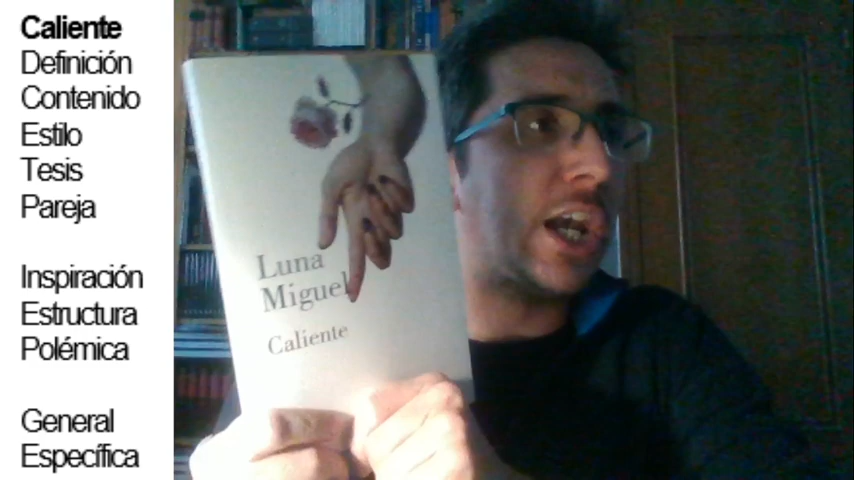 Caliente
Definición
Contenido
Estilo
Tesis
Pareja
Inspiración
Estructura
Polémica
General
Específica
Luna
Miguel
Caliente